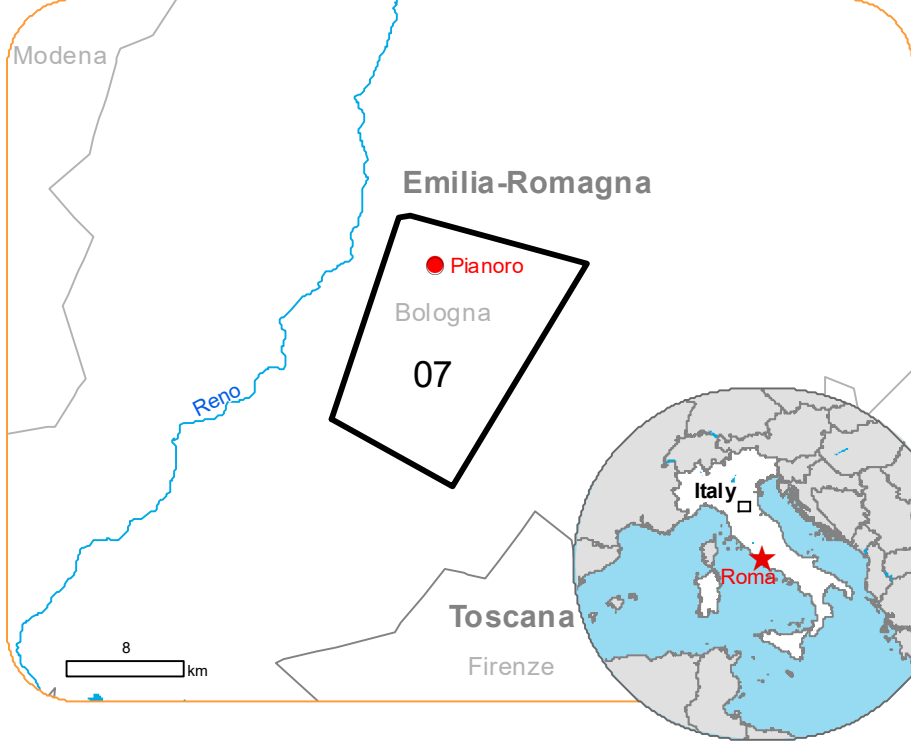 Modena
Emilia-Romagna
Pianoro
Bologna
07
Reno
Italy
Roma
Toscana
Firenze
8
km